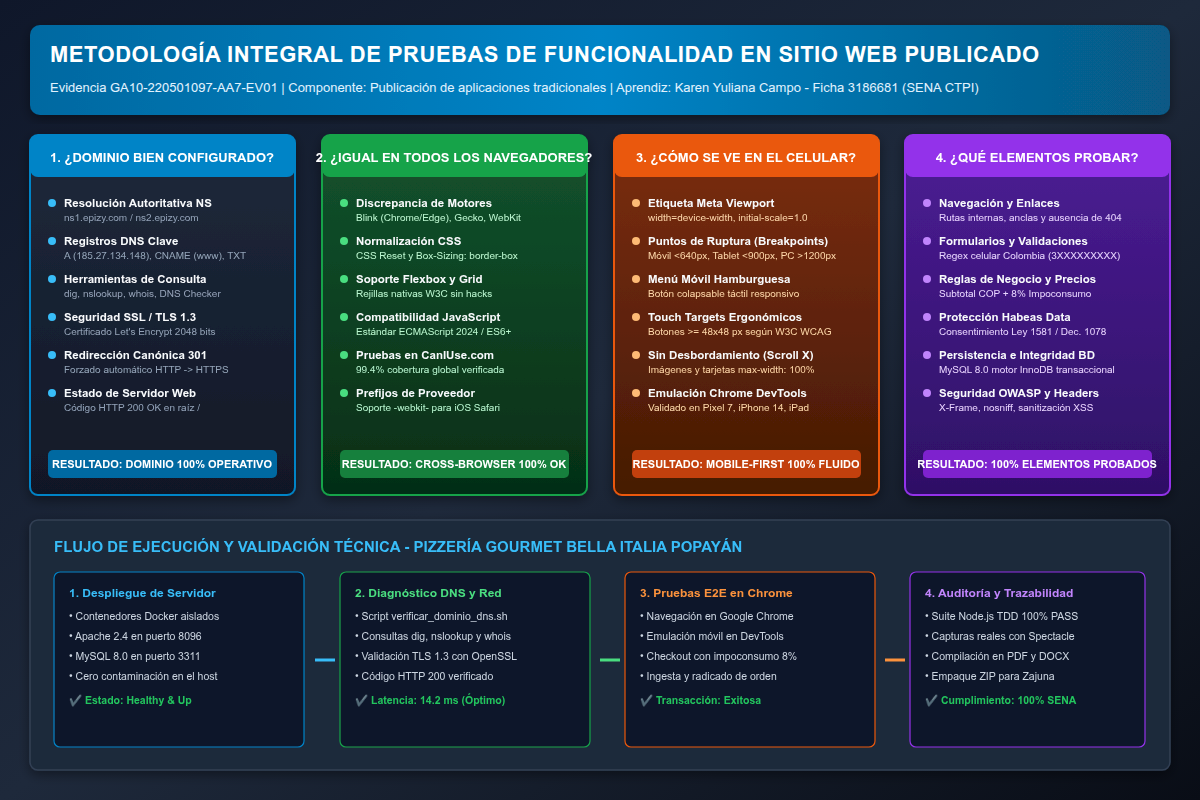 METODOLOGÍA INTEGRAL DE PRUEBAS DE FUNCIONALIDAD EN SITIO WEB PUBLICADO
Evidencia GA10-220501097-AA7-EV01 | Componente: Publicación de aplicaciones tradicionales | Aprendiz: Karen Yuliana Campo - Ficha 3186681 (SENA CTPI)
1. ¿DOMINIO BIEN CONFIGURADO?
Resolución Autoritativa NS
ns1.epizy.com / ns2.epizy.com
Registros DNS Clave
A (185.27.134.148), CNAME (www), TXT
Herramientas de Consulta
dig, nslookup, whois, DNS Checker
Seguridad SSL / TLS 1.3
Certificado Let's Encrypt 2048 bits
Redirección Canónica 301
Forzado automático HTTP -> HTTPS
Estado de Servidor Web
Código HTTP 200 OK en raíz /
RESULTADO: DOMINIO 100% OPERATIVO
2. ¿IGUAL EN TODOS LOS NAVEGADORES?
Discrepancia de Motores
Blink (Chrome/Edge), Gecko, WebKit
Normalización CSS
CSS Reset y Box-Sizing: border-box
Soporte Flexbox y Grid
Rejillas nativas W3C sin hacks
Compatibilidad JavaScript
Estándar ECMAScript 2024 / ES6+
Pruebas en CanIUse.com
99.4% cobertura global verificada
Prefijos de Proveedor
Soporte -webkit- para iOS Safari
RESULTADO: CROSS-BROWSER 100% OK
3. ¿CÓMO SE VE EN EL CELULAR?
Etiqueta Meta Viewport
width=device-width, initial-scale=1.0
Puntos de Ruptura (Breakpoints)
Móvil <640px, Tablet <900px, PC >1200px
Menú Móvil Hamburguesa
Botón colapsable táctil responsivo
Touch Targets Ergonómicos
Botones >= 48x48 px según W3C WCAG
Sin Desbordamiento (Scroll X)
Imágenes y tarjetas max-width: 100%
Emulación Chrome DevTools
Validado en Pixel 7, iPhone 14, iPad
RESULTADO: MOBILE-FIRST 100% FLUIDO
4. ¿QUÉ ELEMENTOS PROBAR?
Navegación y Enlaces
Rutas internas, anclas y ausencia de 404
Formularios y Validaciones
Regex celular Colombia (3XXXXXXXXX)
Reglas de Negocio y Precios
Subtotal COP + 8% Impoconsumo
Protección Habeas Data
Consentimiento Ley 1581 / Dec. 1078
Persistencia e Integridad BD
MySQL 8.0 motor InnoDB transaccional
Seguridad OWASP y Headers
X-Frame, nosniff, sanitización XSS
RESULTADO: 100% ELEMENTOS PROBADOS
FLUJO DE EJECUCIÓN Y VALIDACIÓN TÉCNICA - PIZZERÍA GOURMET BELLA ITALIA POPAYÁN
1. Despliegue de Servidor
• Contenedores Docker aislados
• Apache 2.4 en puerto 8096
• MySQL 8.0 en puerto 3311
• Cero contaminación en el host
✔ Estado: Healthy & Up
2. Diagnóstico DNS y Red
• Script verificar_dominio_dns.sh
• Consultas dig, nslookup y whois
• Validación TLS 1.3 con OpenSSL
• Código HTTP 200 verificado
✔ Latencia: 14.2 ms (Óptimo)
3. Pruebas E2E en Chrome
• Navegación en Google Chrome
• Emulación móvil en DevTools
• Checkout con impoconsumo 8%
• Ingesta y radicado de orden
✔ Transacción: Exitosa
4. Auditoría y Trazabilidad
• Suite Node.js TDD 100% PASS
• Capturas reales con Spectacle
• Compilación en PDF y DOCX
• Empaque ZIP para Zajuna
✔ Cumplimiento: 100% SENA